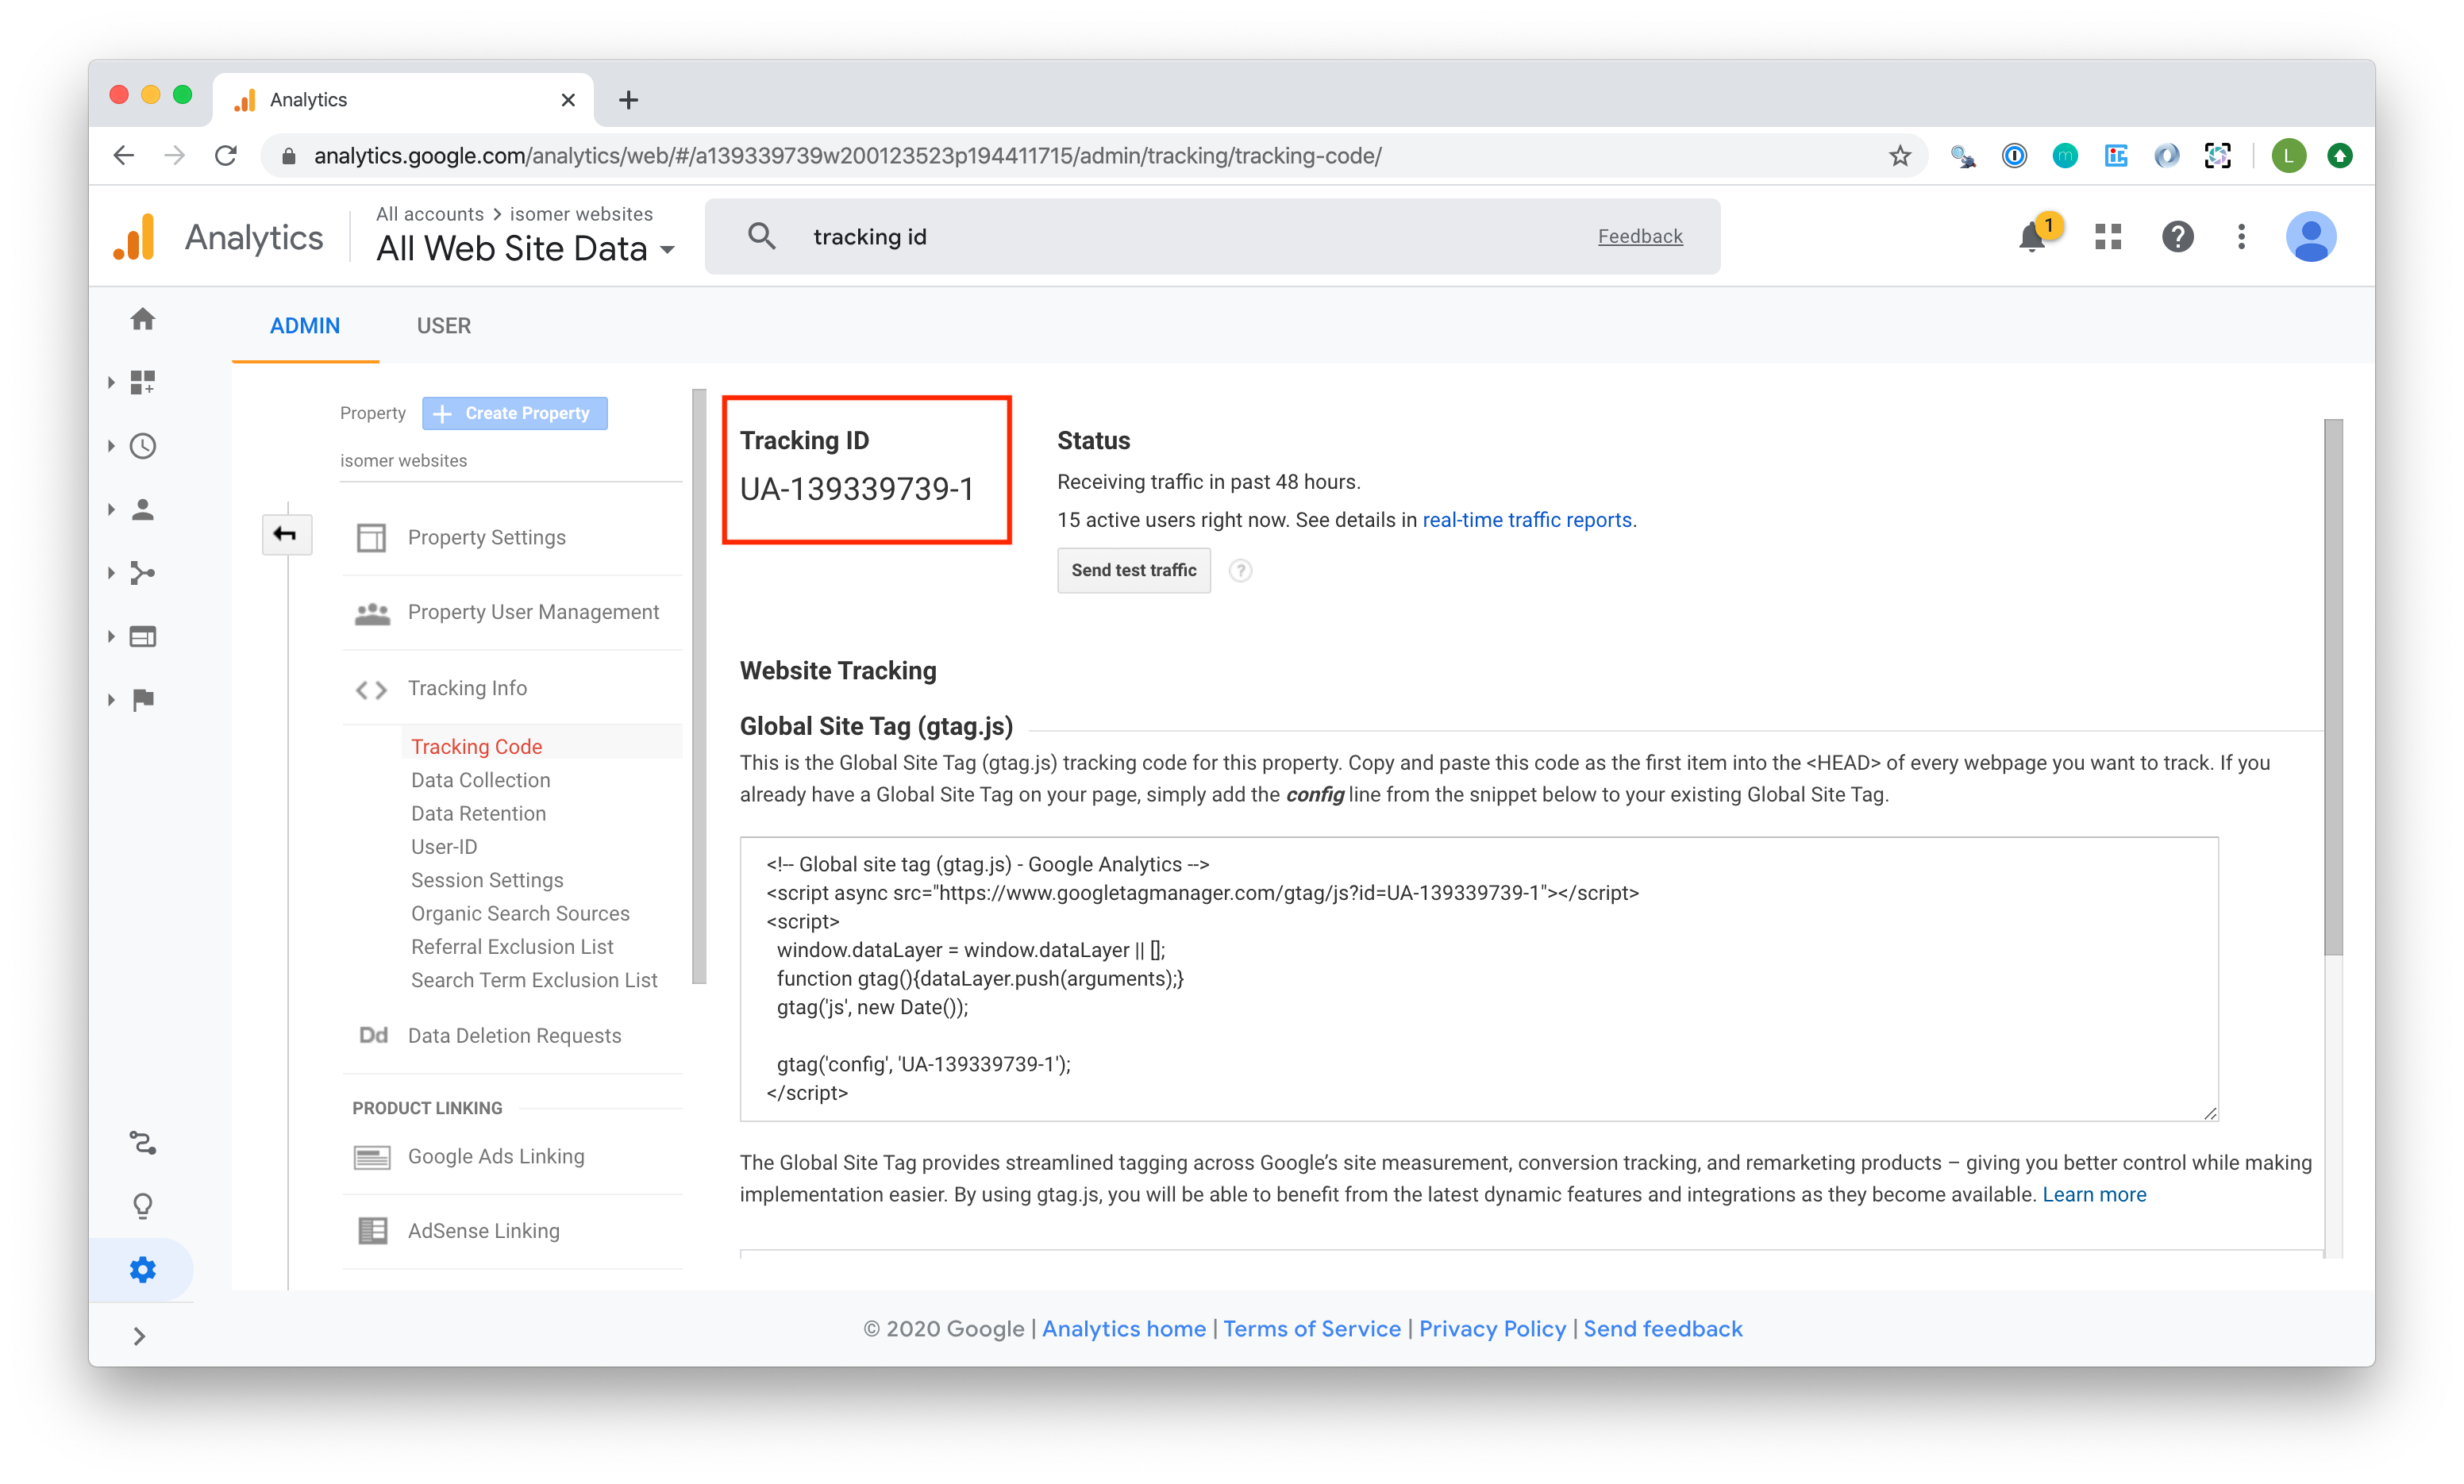 Analytics
analytics.google.com/analytics/web/#/a139339739w200123523p194411715/admin/tracking/tracking-code/
L
Analytics
All accounts > isomer websites
All Web Site Data
tracking id
Feedback
1
ADMIN
USER
Property
Create Property
isomer websites
Property Settings
Property User Management
Tracking Info
Tracking Code
Data Collection
Data Retention
User-ID
Session Settings
Organic Search Sources
Referral Exclusion List
Search Term Exclusion List
Dd Data Deletion Requests
PRODUCT LINKING
Google Ads Linking
AdSense Linking
Tracking ID
UA-139339739-1
Status
Receiving traffic in past 48 hours.
15 active users right now. See details in real-time traffic reports.
Send test traffic
Website Tracking
Global Site Tag (gtag.js)
This is the Global Site Tag (gtag.js) tracking code for this property. Copy and paste this code as the first item into the <HEAD> of every webpage you want to track. If you
already have a Global Site Tag on your page, simply add the config line from the snippet below to your existing Global Site Tag.
<!-- Global site tag (gtag.js) - Google Analytics -->
<script async src="https://www.googletagmanager.com/gtag/js?id=UA-139339739-1"></script>
<script>
window.dataLayer = window.dataLayer || [];
function gtag(){dataLayer.push(arguments);}
gtag('js', new Date());
gtag('config', 'UA-139339739-1');
</script>
The Global Site Tag provides streamlined tagging across Google’s site measurement, conversion tracking, and remarketing products – giving you better control while making
implementation easier. By using gtag.js, you will be able to benefit from the latest dynamic features and integrations as they become available. Learn more
© 2020 Google | Analytics home | Terms of Service | Privacy Policy | Send feedback